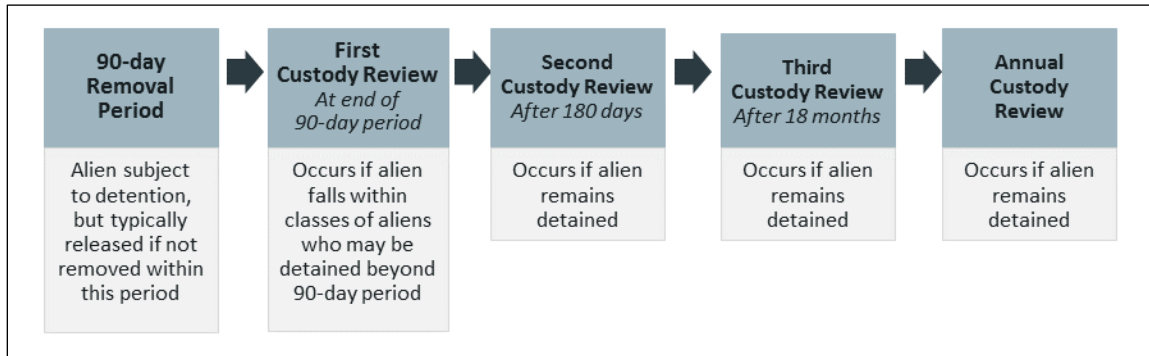 90-day
Removal
Period
Alien subject
to detention,
but typically
released if not
removed within
this period
First
Custody Review
At end of
90-day period
Occurs if alien
falls within
classes of aliens
who may be
detained beyond
90-day period
Second
Custody Review
After 180 days
Occurs if alien
remains
detained
Third
Custody Review
After 18 months
Occurs if alien
remains
detained
Annual
Custody
Review
Occurs if alien
remains
detained